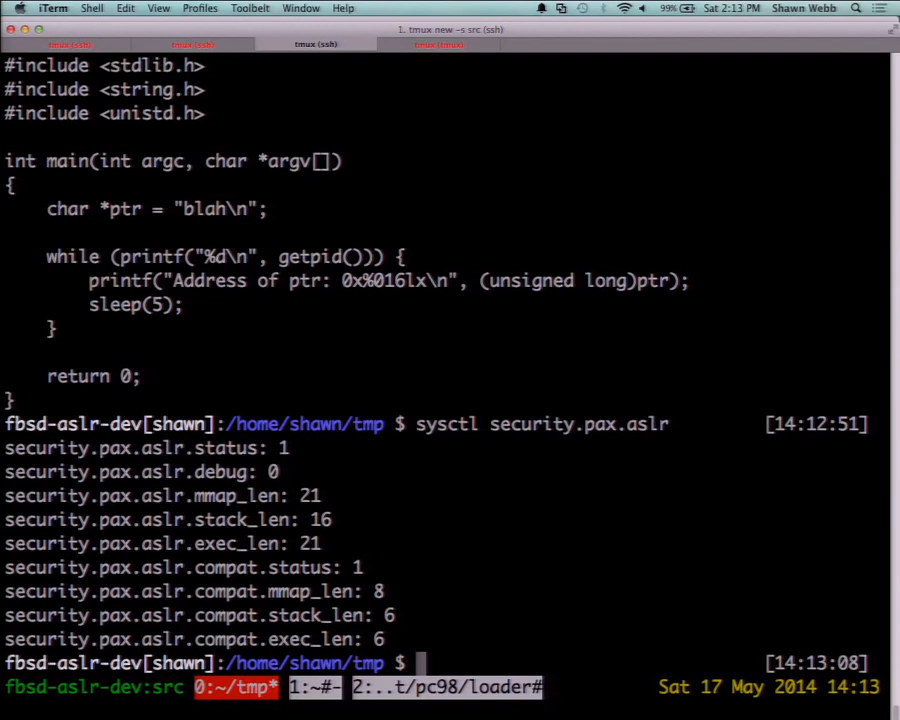 iTerm Shell Edit View Profiles Toolbelt Window Help 99% Sat 2:13 PM Shawn Webb
1. tmux new -s src (ssh)
tmux (ssh) tmux (ssh) tmux (ssh) tmux (tmux)
#include <stdlib.h>
#include <string.h>
#include <unistd.h>
int main(int argc, char *argv[])
{
char *ptr = "blah\n";
while (printf("%d\n", getpid())) {
printf("Address of ptr: 0x%016lx\n", (unsigned long)ptr);
sleep(5);
}
return 0;
}
fbsd-aslr-dev[shawn]:/home/shawn/tmp $ sysctl security.pax.aslr [14:12:51]
security.pax.aslr.status: 1
security.pax.aslr.debug: 0
security.pax.aslr.mmap_len: 21
security.pax.aslr.stack_len: 16
security.pax.aslr.exec_len: 21
security.pax.aslr.compat.status: 1
security.pax.aslr.compat.mmap_len: 8
security.pax.aslr.compat.stack_len: 6
security.pax.aslr.compat.exec_len: 6
fbsd-aslr-dev[shawn]:/home/shawn/tmp $ [14:13:08]
fbsd-aslr-dev:src 0:~/tmp* 1:~#- 2:..t/pc98/loader# Sat 17 May 2014 14:13